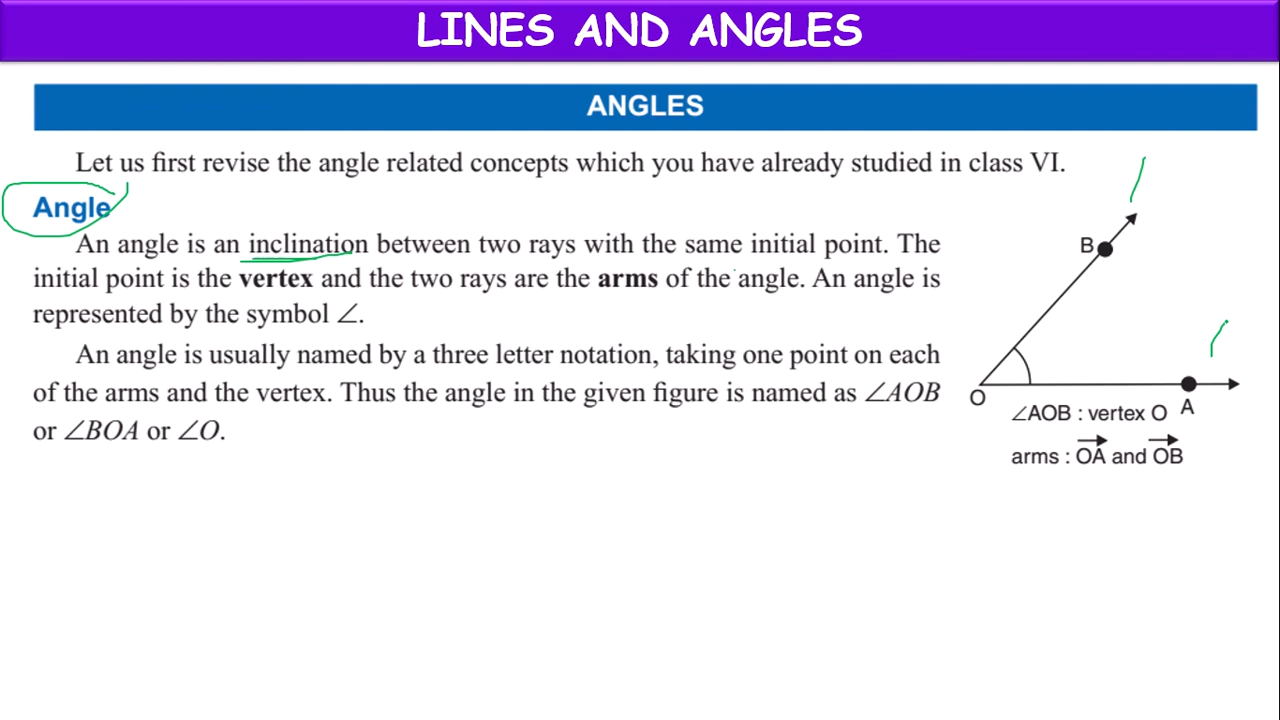 LINES AND ANGLES
ANGLES
Let us first revise the angle related concepts which you have already studied in class VI.
Angle
An angle is an inclination between two rays with the same initial point. The
initial point is the vertex and the two rays are the arms of the angle. An angle is
represented by the symbol ∠.
An angle is usually named by a three letter notation, taking one point on each
of the arms and the vertex. Thus the angle in the given figure is named as ∠AOB
or ∠BOA or ∠O.
B
O
A
∠AOB : vertex O
arms : OA and OB